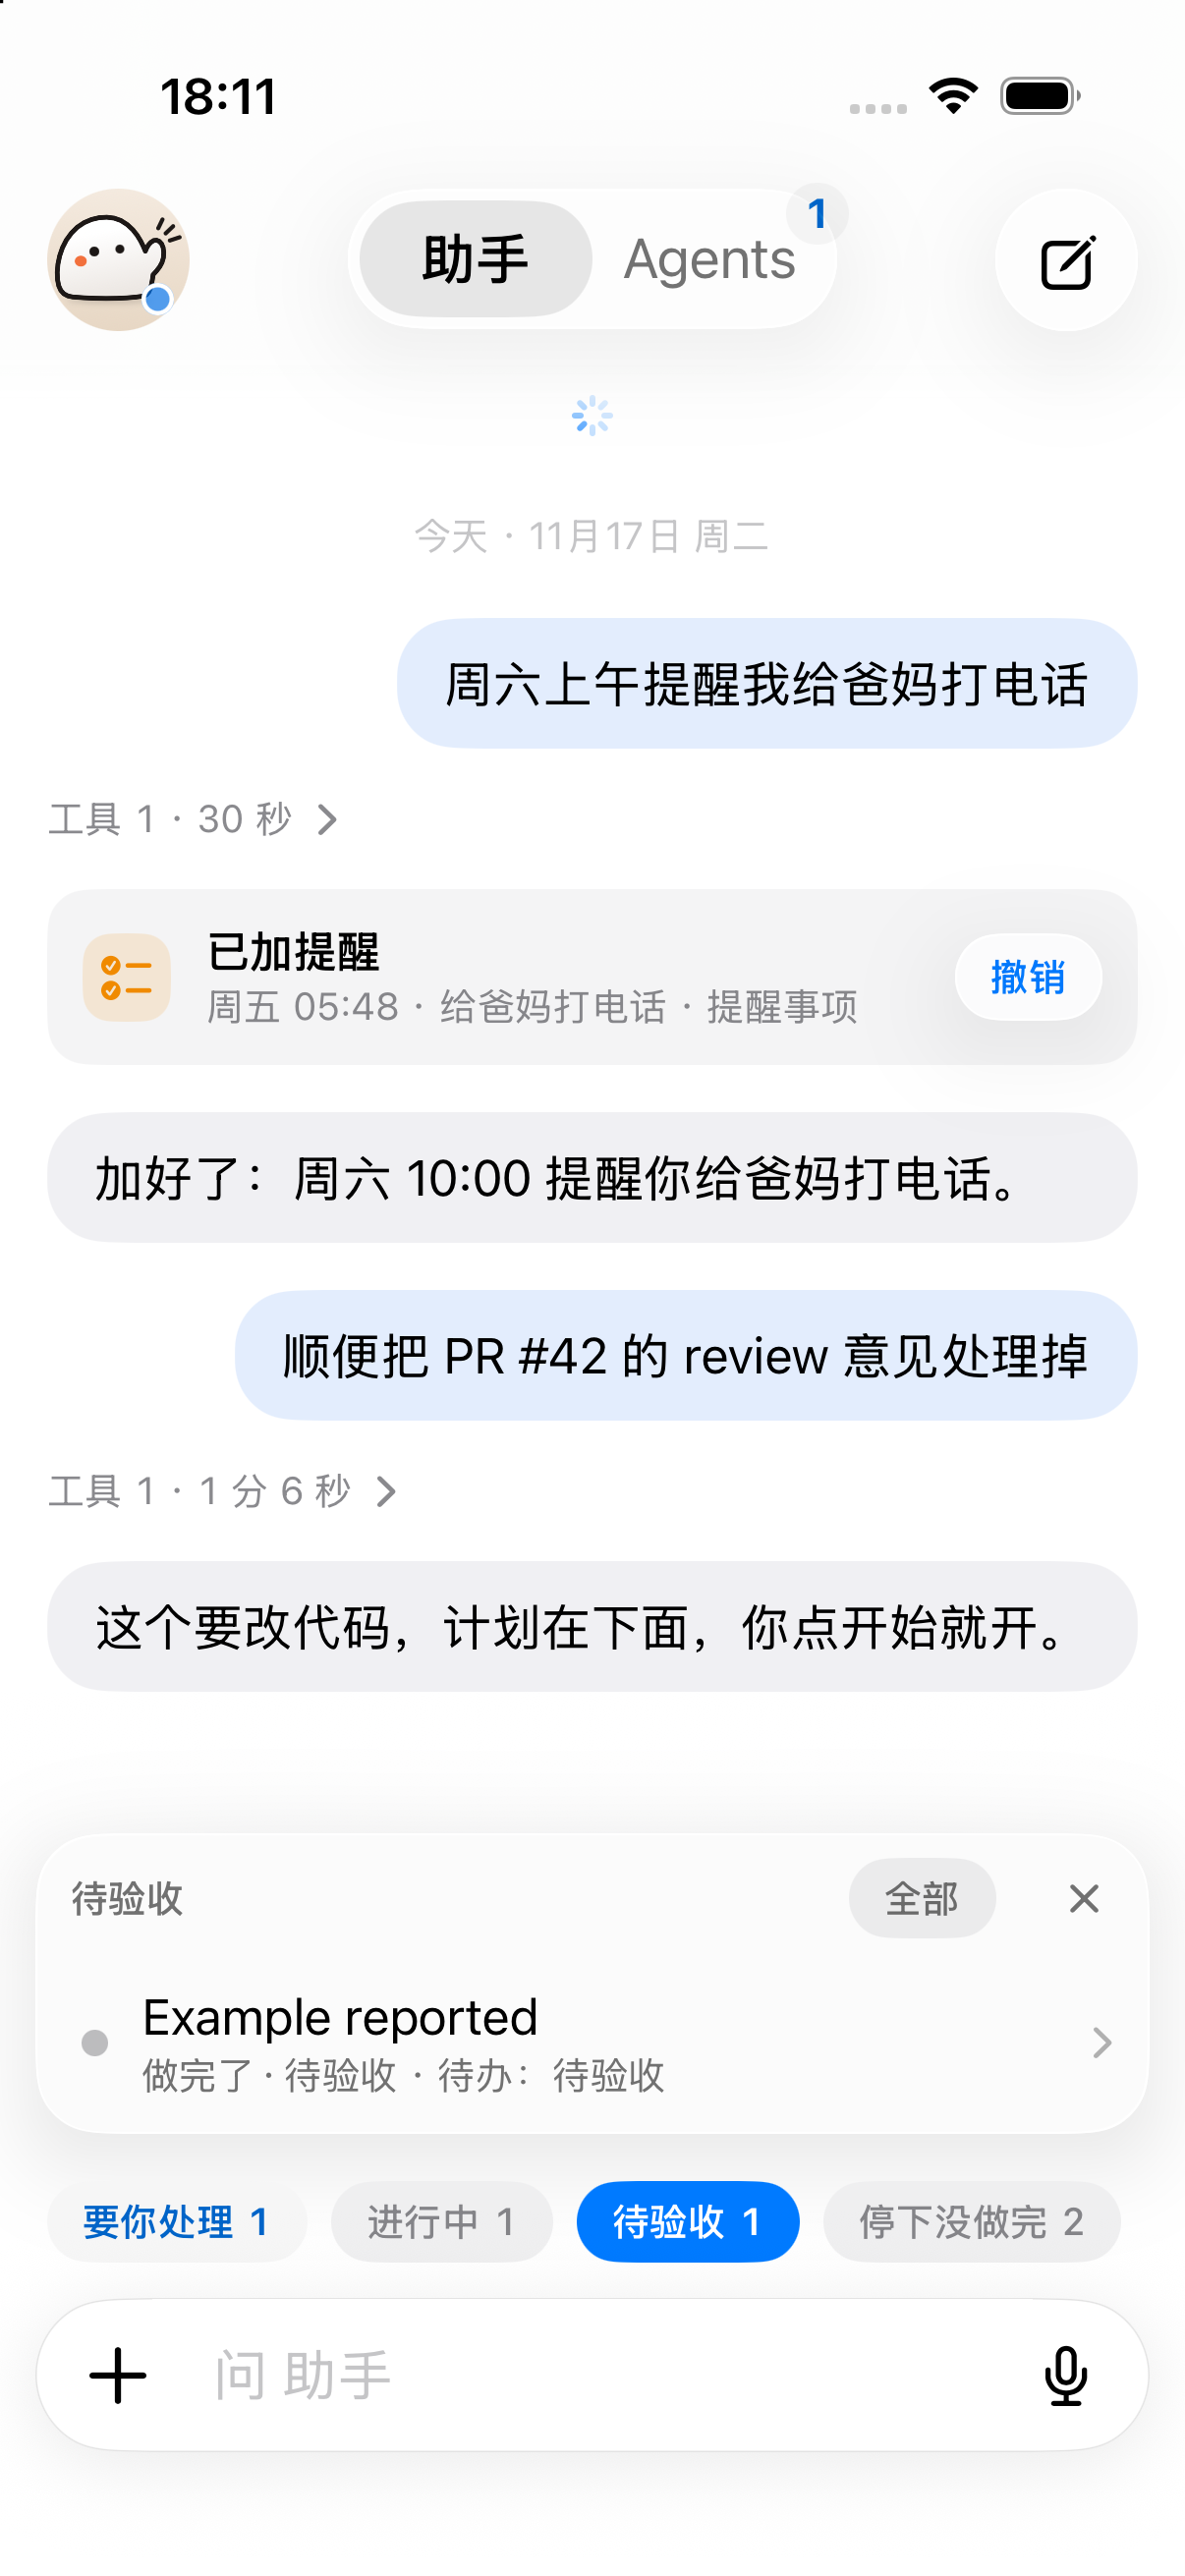 18:11
助手
Agents
1
今天 · 11月17日 周二
周六上午提醒我给爸妈打电话
工具 1 · 30 秒
已加提醒
周五 05:48 · 给爸妈打电话 · 提醒事项
撤销
加好了：周六 10:00 提醒你给爸妈打电话。
顺便把 PR #42 的 review 意见处理掉
工具 1 · 1 分 6 秒
这个要改代码，计划在下面，你点开始就开。
待验收
全部
Example reported
做完了 · 待验收 · 待办：待验收
要你处理 1
进行中 1
待验收 1
停下没做完 2
问 助手